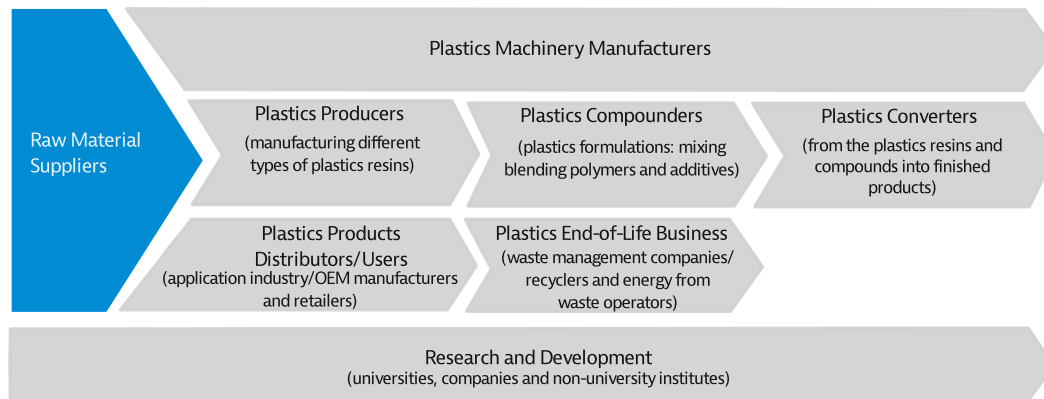 Plastics Machinery Manufacturers
Raw Material
Suppliers
Plastics Producers
(manufacturing different
types of plastics resins)
Plastics Compounders
(plastics formulations: mixing
blending polymers and additives)
Plastics Converters
(from the plastics resins and
compounds into finished
products)
Plastics Products
Distributors/Users
(application industry/OEM manufacturers
and retailers)
Plastics End-of-Life Business
(waste management companies/
recyclers and energy from
waste operators)
Research and Development
(universities, companies and non-university institutes)